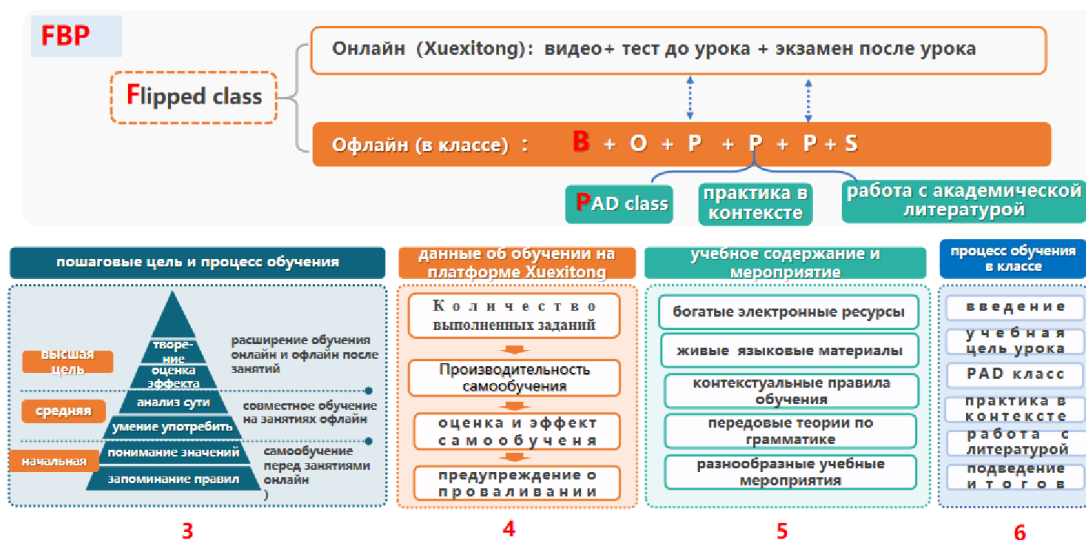 FBP
Онлайн (Xuexitong): видео+ тест до урока + экзамен после урока
Flipped class
Офлайн (в классе) : B + O + P + P + P + S
PAD class
практика в
контексте
работа с академической
литературой
пошаговые цель и процесс обучения
высшая
цель
средняя
начальная
творе-
ние
оценка
эффекта
анализ сути
умение употребить
понимание значений
запоминание правил
расширение обучения
онлайн и офлайн после
занятий
совместное обучение
на занятиях офлайн
самообучение
перед занятиями
онлайн
)
3
данные об обучении на
платформе Xuexitong
Количество
выполненных заданий
Производительность
самообучения
оценка и эффект
самообученя
предупреждение о
проваливании
4
учебное содержание и
мероприятие
богатые электронные ресурсы
живые языковые материалы
контекстуальные правила
обучения
передовые теории по
грамматике
разнообразные учебные
мероприятия
5
процесс обучения
в классе
введение
учебная
цель урока
PAD класс
практика в
контексте
работа с
литературой
подведение
итогов
6